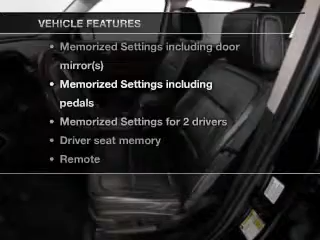 VEHICLE FEATURES
• Memorized Settings including door
mirror(s)
• Memorized Settings including
pedals
• Memorized Settings for 2 drivers
• Driver seat memory
• Remote